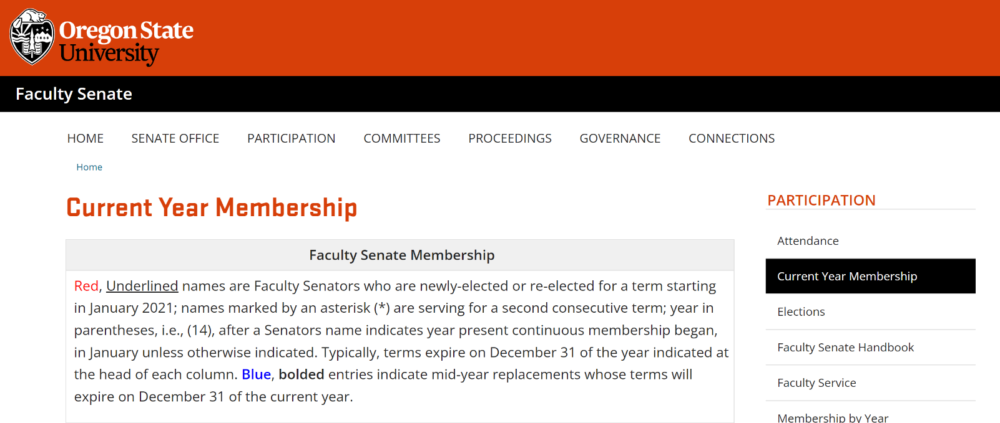 1868
Oregon State
University
Faculty Senate
HOME SENATE OFFICE PARTICIPATION COMMITTEES PROCEEDINGS GOVERNANCE CONNECTIONS
Home
Current Year Membership
Faculty Senate Membership
Red, Underlined names are Faculty Senators who are newly-elected or re-elected for a term starting
in January 2021; names marked by an asterisk (*) are serving for a second consecutive term; year in
parentheses, i.e., (14), after a Senators name indicates year present continuous membership began,
in January unless otherwise indicated. Typically, terms expire on December 31 of the year indicated at
the head of each column. Blue, bolded entries indicate mid-year replacements whose terms will
expire on December 31 of the current year.
PARTICIPATION
Attendance
Current Year Membership
Elections
Faculty Senate Handbook
Faculty Service
Membership by Year